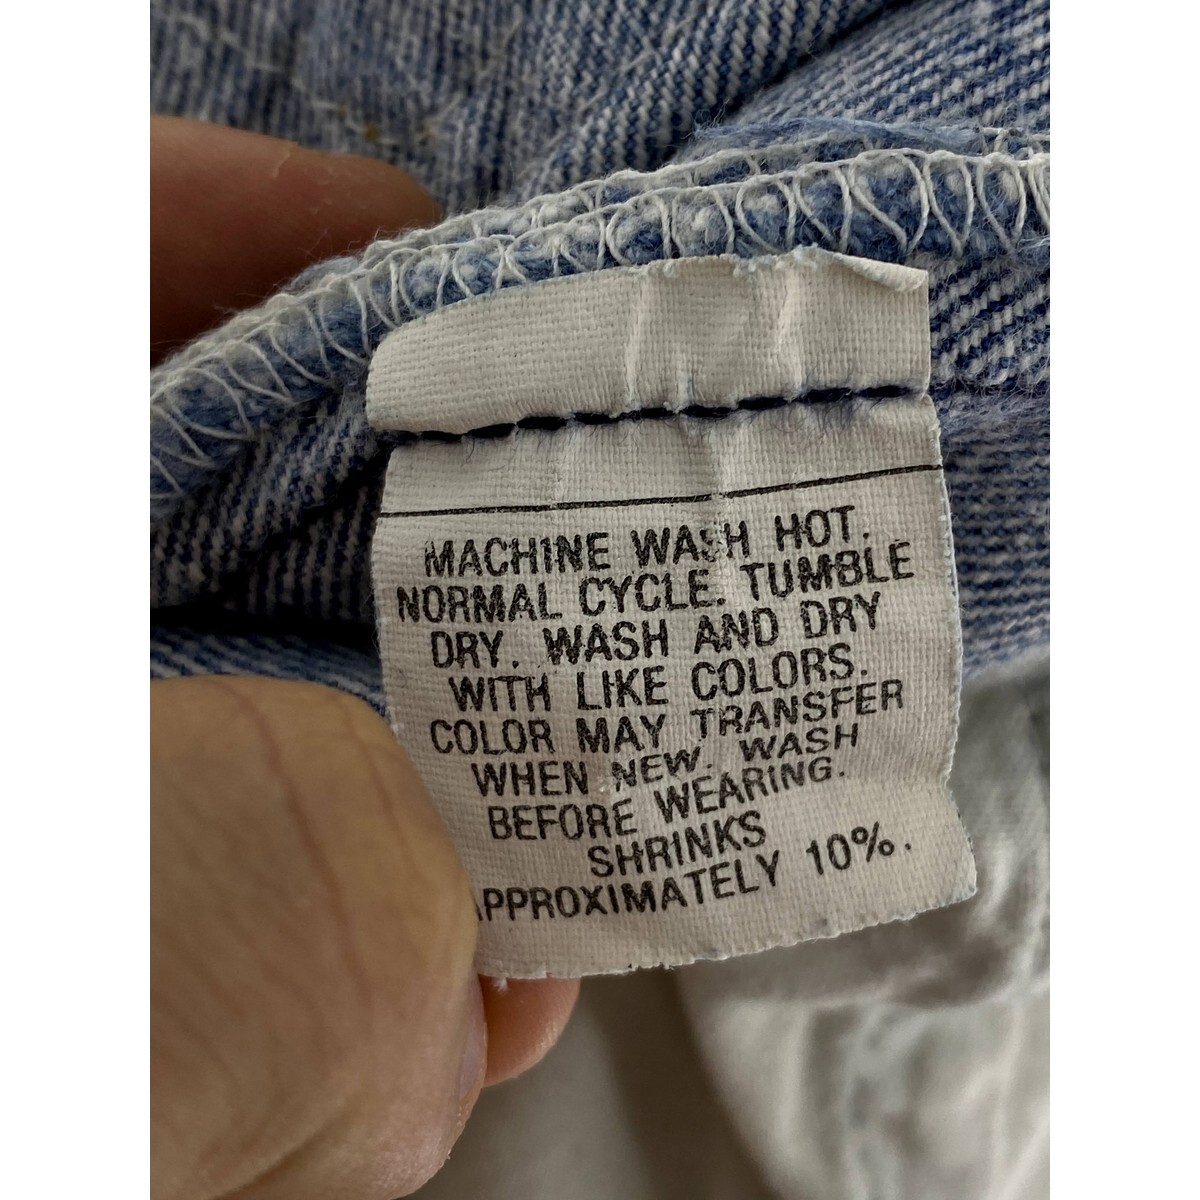 MACHINE WASH HOT.
NORMAL CYCLE. TUMBLE
DRY. WASH AND DRY
WITH LIKE COLORS.
COLOR MAY TRANSFER
WHEN NEW. WASH
BEFORE WEARING.
SHRINKS
APPROXIMATELY 10%.